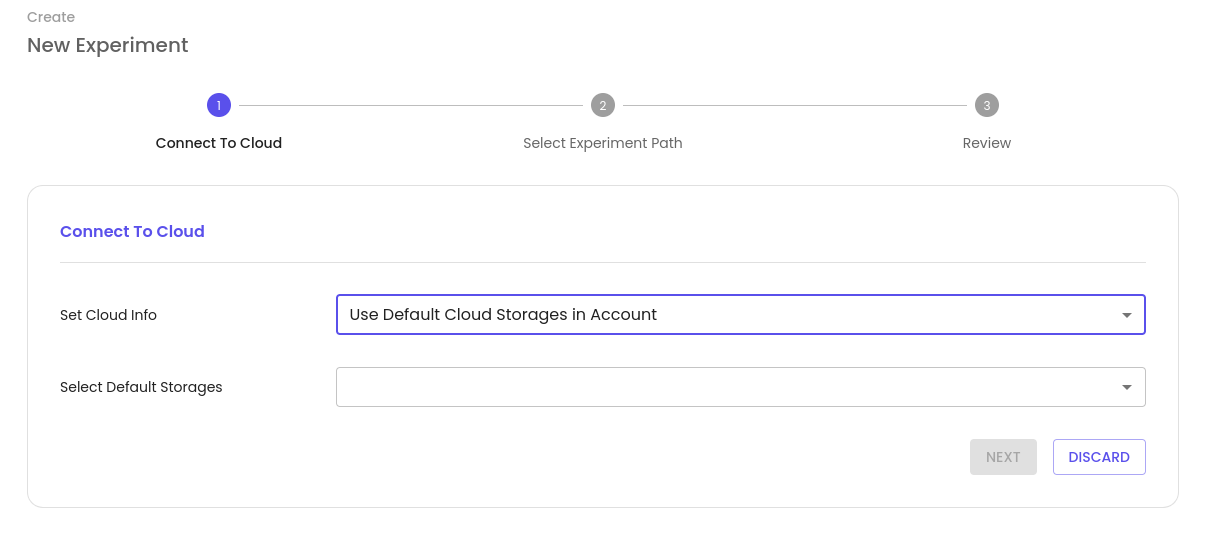 Create
New Experiment
1
2
3
Connect To Cloud
Select Experiment Path
Review
Connect To Cloud
Set Cloud Info
Use Default Cloud Storages in Account
Select Default Storages
NEXT
DISCARD